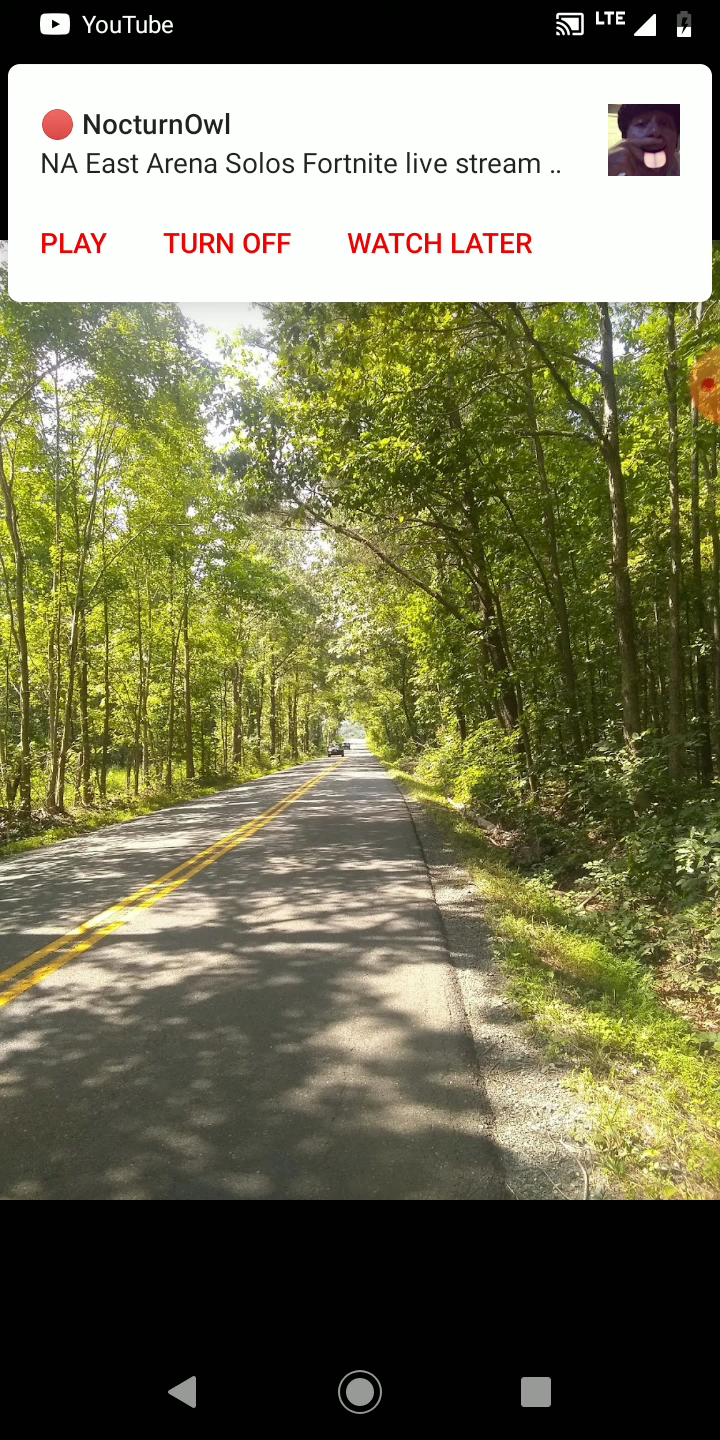 YouTube
LTE
NocturnOwl
NA East Arena Solos Fortnite live stream ..
PLAY TURN OFF WATCH LATER